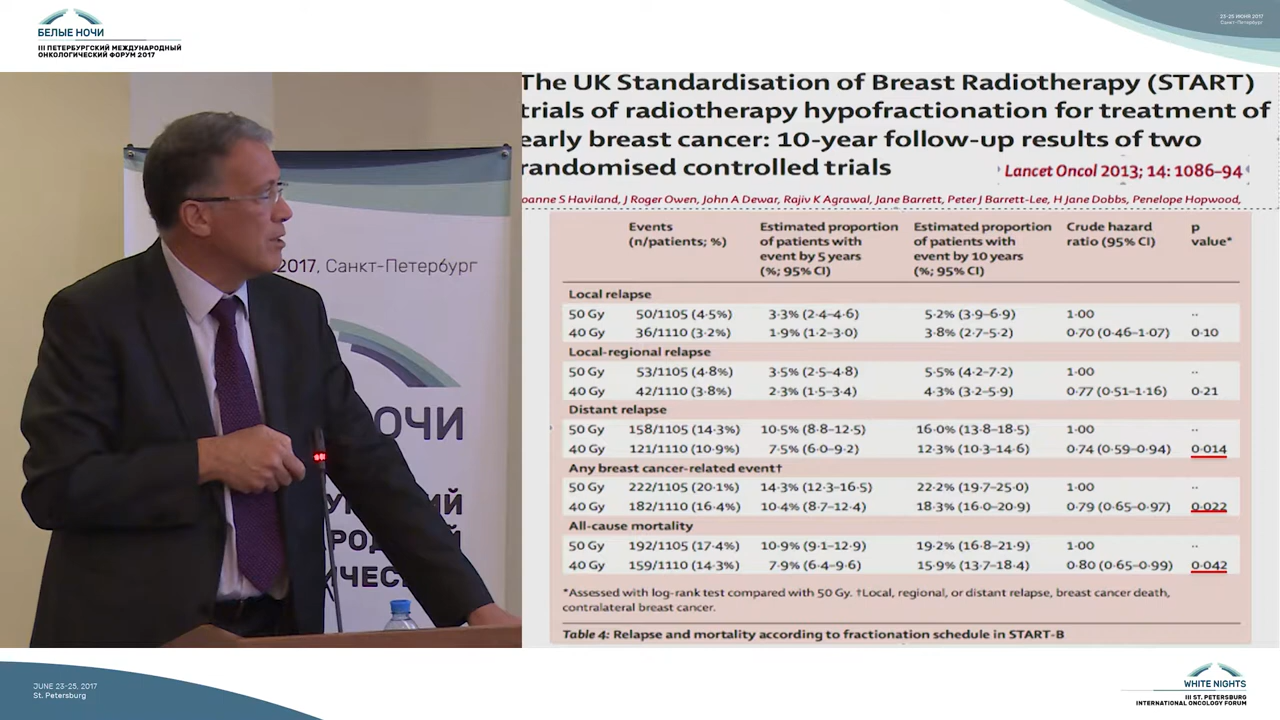 БЕЛЫЕ НОЧИ
III ПЕТЕРБУРГСКИЙ МЕЖДУНАРОДНЫЙ
ОНКОЛОГИЧЕСКИЙ ФОРУМ 2017
23-25 ИЮНЯ 2017
Санкт-Петербург
2017, Санкт-Петербург
ОЧИ
The UK Standardisation of Breast Radiotherapy (START)
trials of radiotherapy hypofractionation for treatment of
early breast cancer: 10-year follow-up results of two
randomised controlled trials
Lancet Oncol 2013; 14: 1086–94
oanne S Haviland, J Roger Owen, John A Dewar, Rajiv K Agrawal, Jane Barrett, Peter J Barrett-Lee, H Jane Dobbs, Penelope Hopwood,
Events Estimated proportion Estimated proportion Crude hazard p
(n/patients; %) of patients with of patients with ratio (95% CI) value*
event by 5 years event by 10 years
(%; 95% CI) (%; 95% CI)
Local relapse
50 Gy 50/1105 (4·5%) 3·3% (2·4–4·6) 5·2% (3·9–6·9) 1·00 ··
40 Gy 36/1110 (3·2%) 1·9% (1·2–3·0) 3·8% (2·7–5·2) 0·70 (0·46–1·07) 0·10
Local-regional relapse
50 Gy 53/1105 (4·8%) 3·5% (2·5–4·8) 5·5% (4·2–7·2) 1·00 ··
40 Gy 42/1110 (3·8%) 2·3% (1·5–3·4) 4·3% (3·2–5·9) 0·77 (0·51–1·16) 0·21
Distant relapse
50 Gy 158/1105 (14·3%) 10·5% (8·8–12·5) 16·0% (13·8–18·5) 1·00 ··
40 Gy 121/1110 (10·9%) 7·5% (6·0–9·2) 12·3% (10·3–14·6) 0·74 (0·59–0·94) 0·014
Any breast cancer-related event†
50 Gy 222/1105 (20·1%) 14·3% (12·3–16·5) 22·2% (19·7–25·0) 1·00 ··
40 Gy 182/1110 (16·4%) 10·4% (8·7–12·4) 18·3% (16·0–20·9) 0·79 (0·65–0·97) 0·022
All-cause mortality
50 Gy 192/1105 (17·4%) 10·9% (9·1–12·9) 19·2% (16·8–21·9) 1·00 ··
40 Gy 159/1110 (14·3%) 7·9% (6·4–9·6) 15·9% (13·7–18·4) 0·80 (0·65–0·99) 0·042
*Assessed with log-rank test compared with 50 Gy. †Local, regional, or distant relapse, breast cancer death,
contralateral breast cancer.
Table 4: Relapse and mortality according to fractionation schedule in START-B
JUNE 23-25, 2017
St. Petersburg
WHITE NIGHTS
III ST. PETERSBURG
INTERNATIONAL ONCOLOGY FORUM